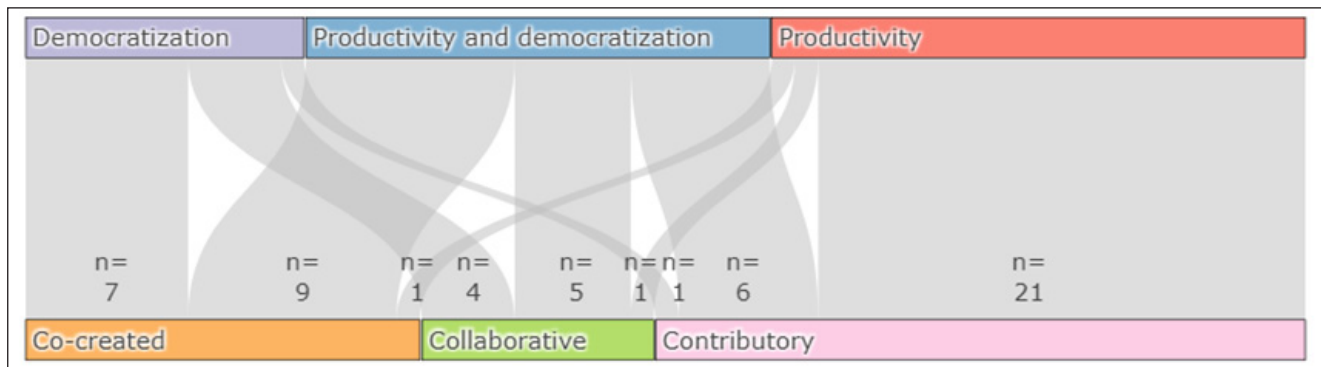 Democratization Productivity and democratization Productivity
n= n= n= n= n= n= n= n= n=
7 9 1 4 5 1 1 6 21
Co-created Collaborative Contributory